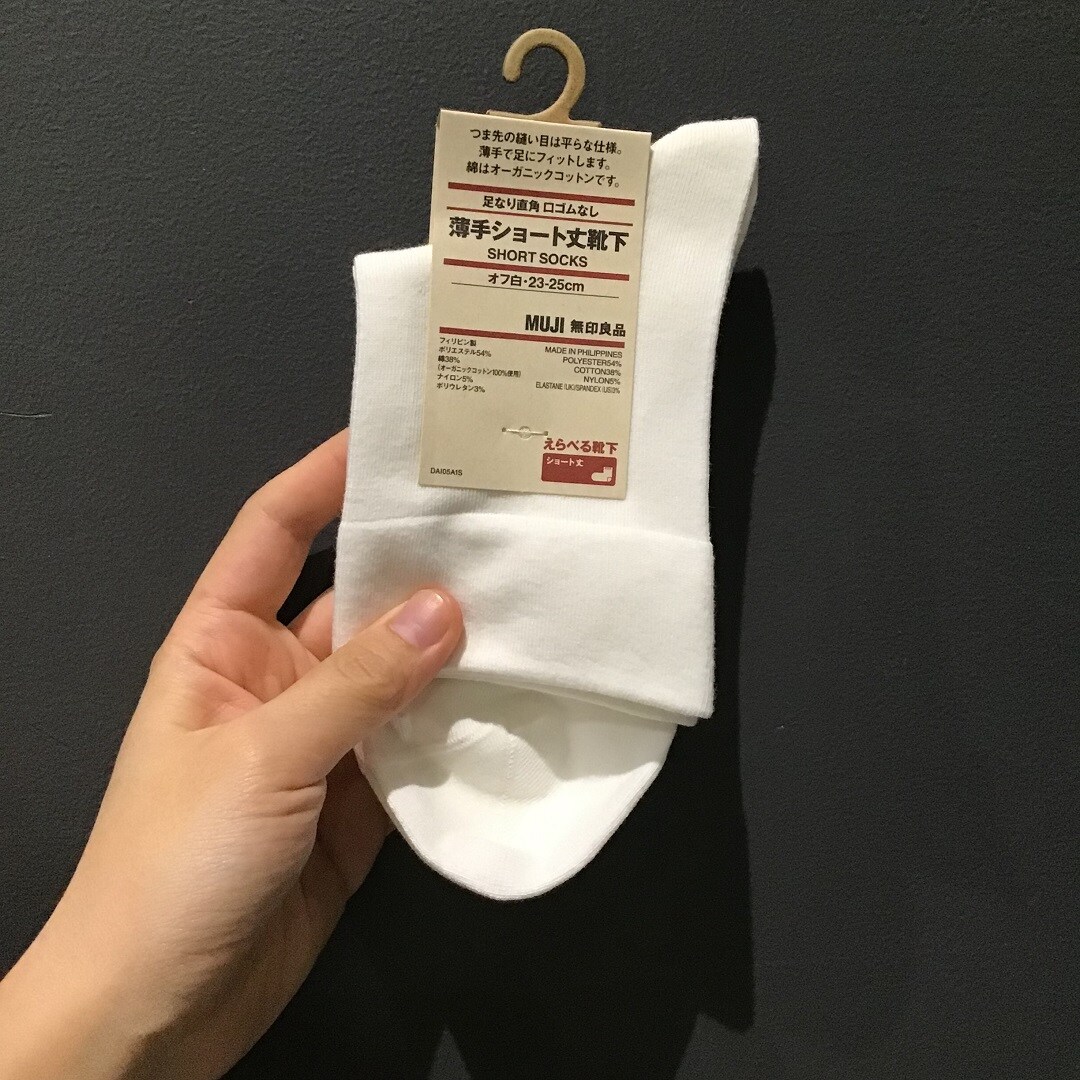 つま先の縫い目は平らな仕様。
薄手で足にフィットします。
綿はオーガニックコットンです。
足なり直角 口ゴムなし
薄手ショート丈靴下
SHORT SOCKS
オフ白・23-25cm
MUJI 無印良品
フィリピン製
ポリエステル54%
綿38%
(オーガニックコットン100%使用)
ナイロン5%
ポリウレタン3%
MADE IN PHILIPPINES
POLYESTER54%
COTTON38%
NYLON5%
ELASTANE (UK)/SPANDEX (US)3%
えらべる靴下
ショート丈
DAI05A1S